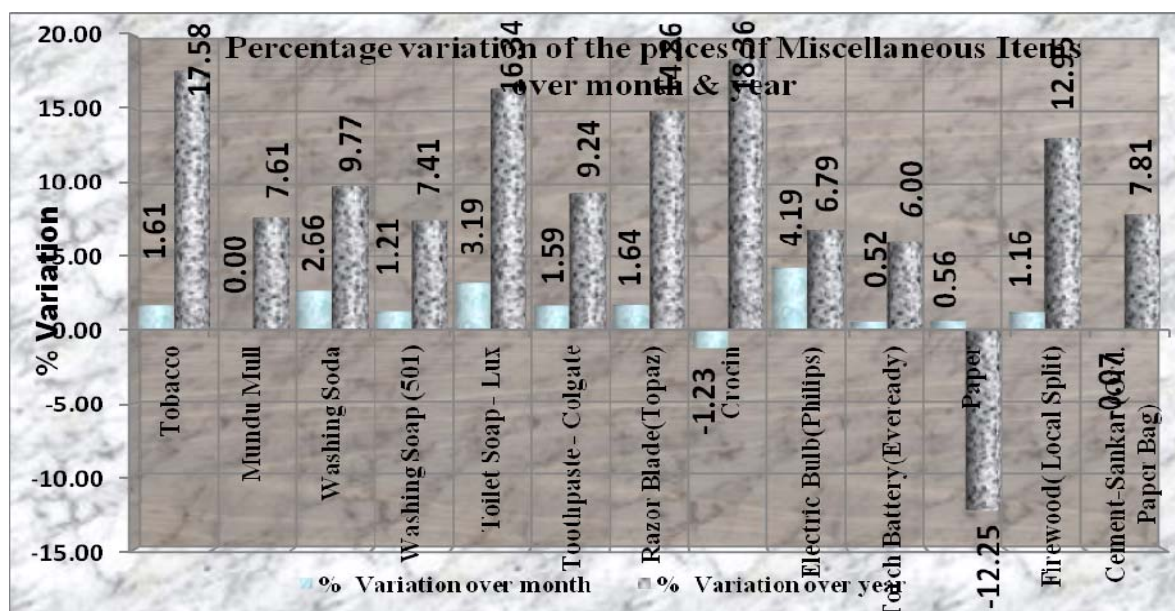 Percentage variation of the prices of Miscellaneous Items
over month & year
% Variation
20.00
15.00
10.00
5.00
0.00
-5.00
-10.00
-15.00
1.61
17.58
0.00
7.61
2.66
9.77
1.21
7.41
3.19
16.34
1.59
9.24
1.64
-1.23
18.36
4.19
6.79
0.52
6.00
0.56
-12.25
1.16
12.95
0.97
7.81
Tobacco
Mundu Mull
Washing Soda
Washing Soap (501)
Toilet Soap - Lux
Toothpaste - Colgate
Razor Blade(Topaz)
Crocin
Electric Bulb(Phillips)
Torch Battery(Eveready)
Paper
Firewood( Local Split)
Cement-Sankar
Paper Bag)
% Variation over month
% Variation over year